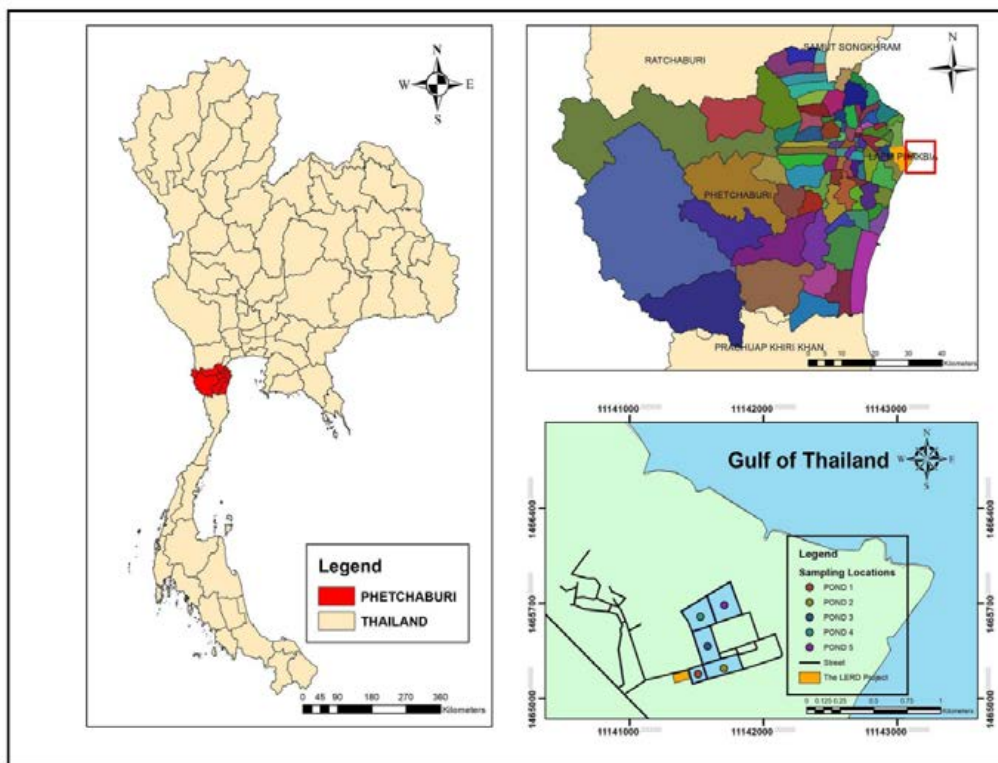 N
W E
S
Legend
PHETCHABURI
THAILAND
0 45 90 180 270 360
Kilometers
SAMUT SONGKHRAM
RATCHABURI
N
PHETCHABURI
PRACHUAP KHIRI KHAN
0 5 10 20 30 40
Kilometers
11141000 11142000 11143000
Gulf of Thailand
N
W E
S
1466400
1465700
1465000
Legend
Sampling Locations
POND 1
POND 2
POND 3
POND 4
POND 5
Street
The LERD Project
0 0.125 0.25 0.5 0.75 1
Kilometers
11141000 11142000 11143000
1466400
1465700
1465000